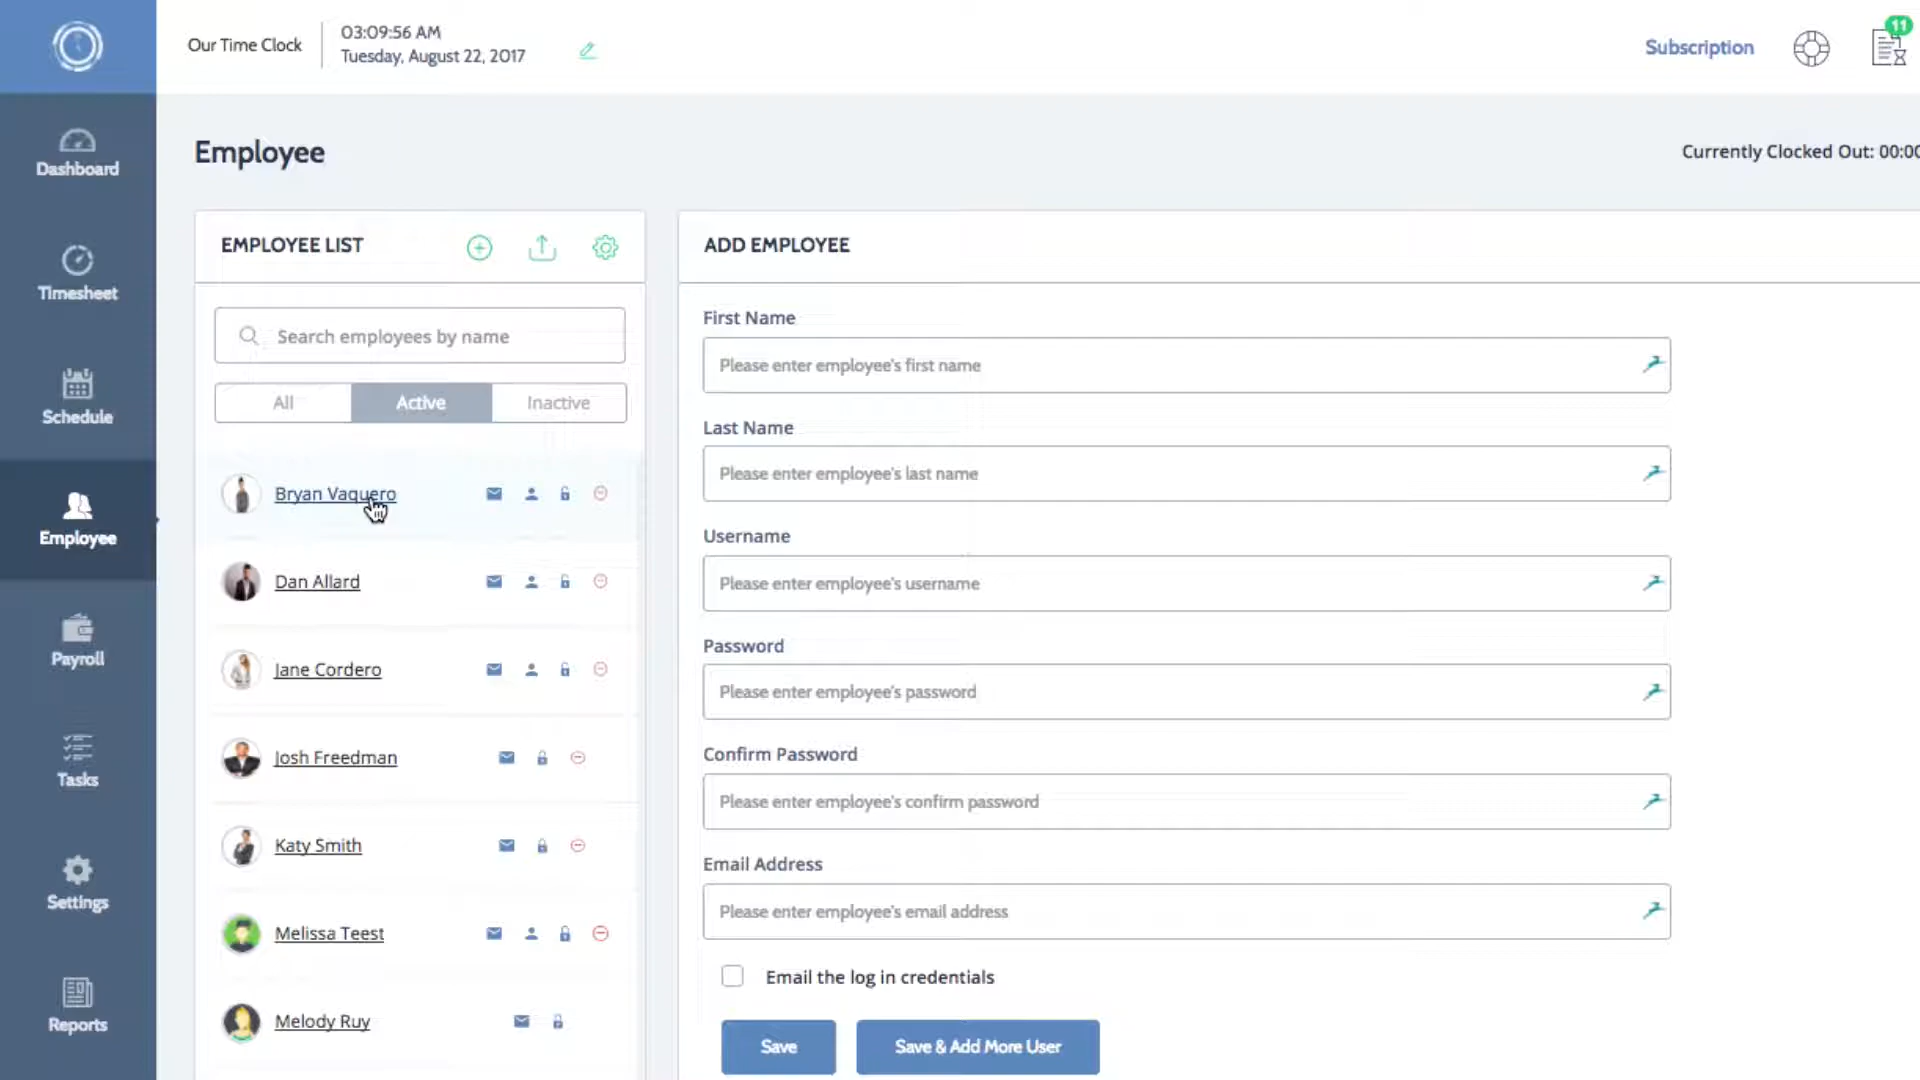 Our Time Clock
03:09:56 AM
Tuesday, August 22, 2017
Subscription
11
Dashboard
Timesheet
Schedule
Employee
Payroll
Tasks
Settings
Reports
Employee
Currently Clocked Out: 00:00
EMPLOYEE LIST
Search employees by name
All
Active
Inactive
Bryan Vaquero
Dan Allard
Jane Cordero
Josh Freedman
Katy Smith
Melissa Teest
Melody Ruy
ADD EMPLOYEE
First Name
Please enter employee's first name
Last Name
Please enter employee's last name
Username
Please enter employee's username
Password
Please enter employee's password
Confirm Password
Please enter employee's confirm password
Email Address
Please enter employee's email address
Email the log in credentials
Save
Save & Add More User